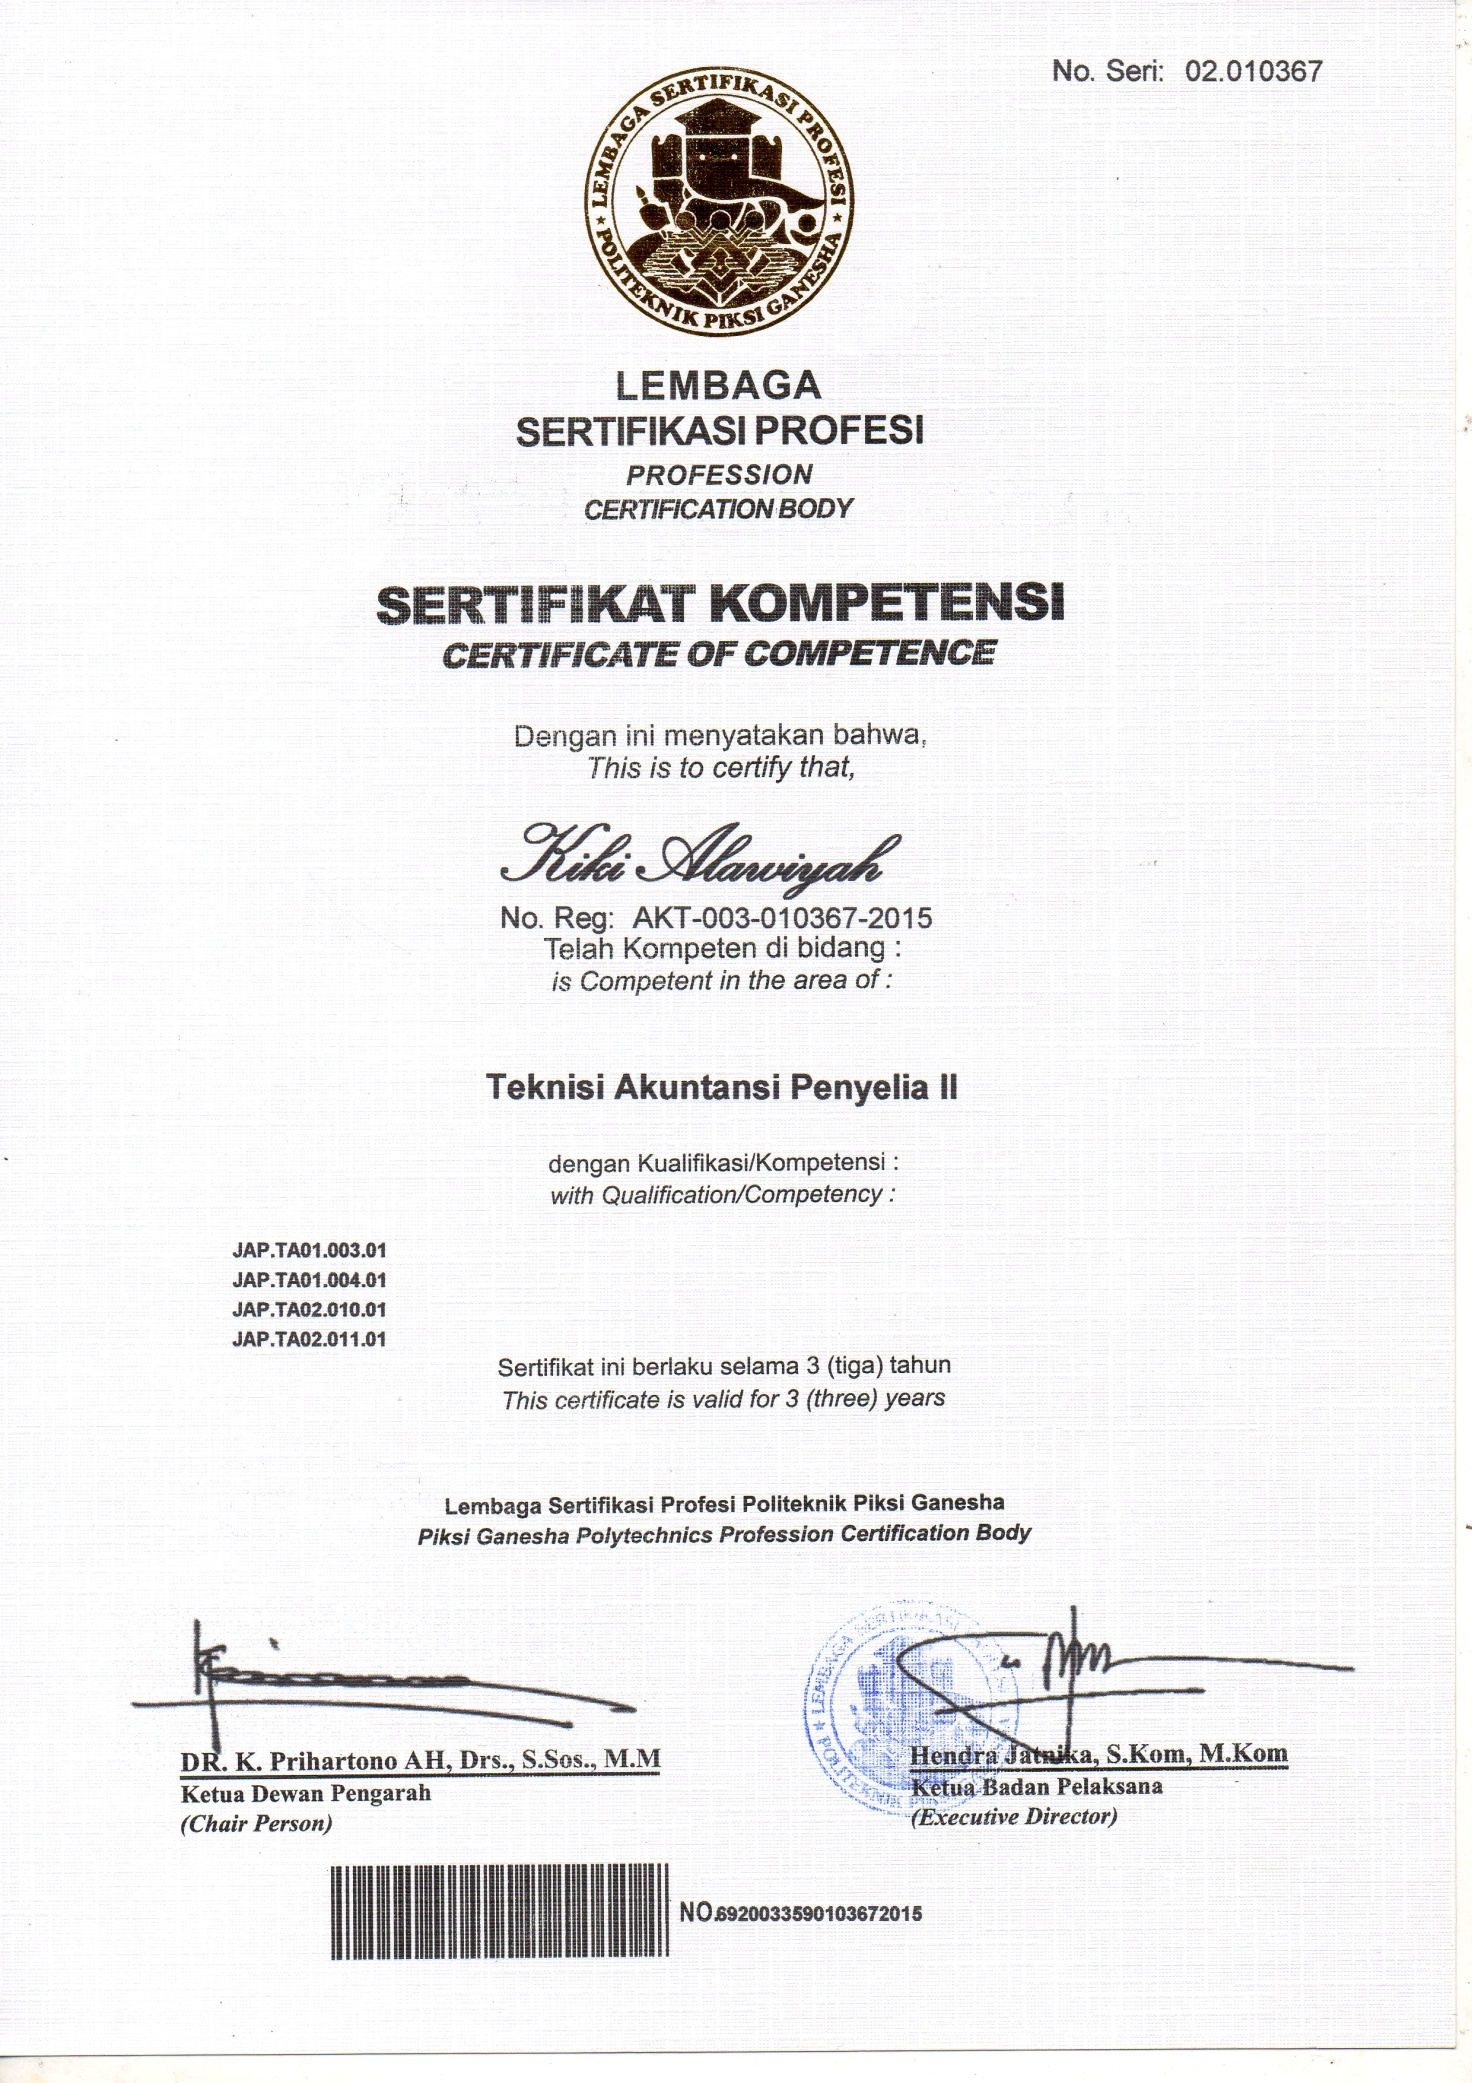 No. Seri: 02.010367
LEMBAGA SERTIFIKASI PROFESI
POLITEKNIK PIKSI GANESHA
LEMBAGA
SERTIFIKASI PROFESI
PROFESSION
CERTIFICATION BODY
SERTIFIKAT KOMPETENSI
CERTIFICATE OF COMPETENCE
Dengan ini menyatakan bahwa,
This is to certify that,
Kiki Alawiyah
No. Reg: AKT-003-010367-2015
Telah Kompeten di bidang :
is Competent in the area of :
Teknisi Akuntansi Penyelia II
dengan Kualifikasi/Kompetensi :
with Qualification/Competency :
JAP.TA01.003.01
JAP.TA01.004.01
JAP.TA02.010.01
JAP.TA02.011.01
Sertifikat ini berlaku selama 3 (tiga) tahun
This certificate is valid for 3 (three) years
Lembaga Sertifikasi Profesi Politeknik Piksi Ganesha
Piksi Ganesha Polytechnics Profession Certification Body
LEMBAGA SERTIFIKASI
POLITEKNIK
DR. K. Prihartono AH, Drs., S.Sos., M.M
Ketua Dewan Pengarah
(Chair Person)
Hendra Jatnika, S.Kom, M.Kom
Ketua Badan Pelaksana
(Executive Director)
NO.6920033590103672015